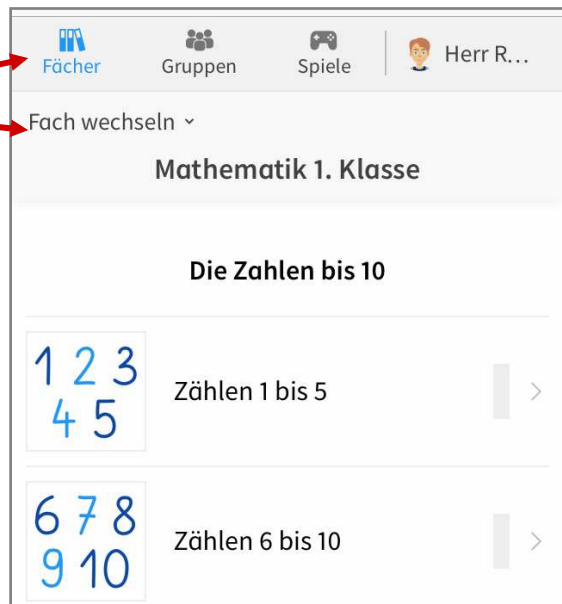 Fächer Gruppen Spiele Herr R...
Fach wechseln
Mathematik 1. Klasse
Die Zahlen bis 10
1 2 3
4 5
Zählen 1 bis 5
6 7 8
9 10
Zählen 6 bis 10